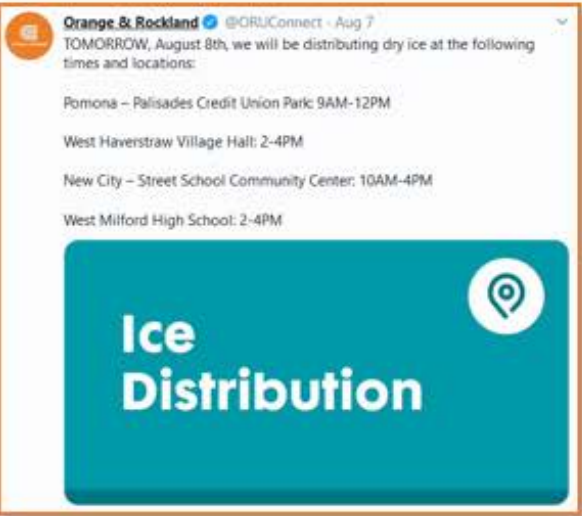 Orange & Rockland @ORUConnect · Aug 7
TOMORROW, August 8th, we will be distributing dry ice at the following
times and locations:
Pomona – Palisades Credit Union Park: 9AM-12PM
West Haverstraw Village Hall: 2-4PM
New City – Street School Community Center: 10AM-4PM
West Milford High School: 2-4PM
Ice
Distribution